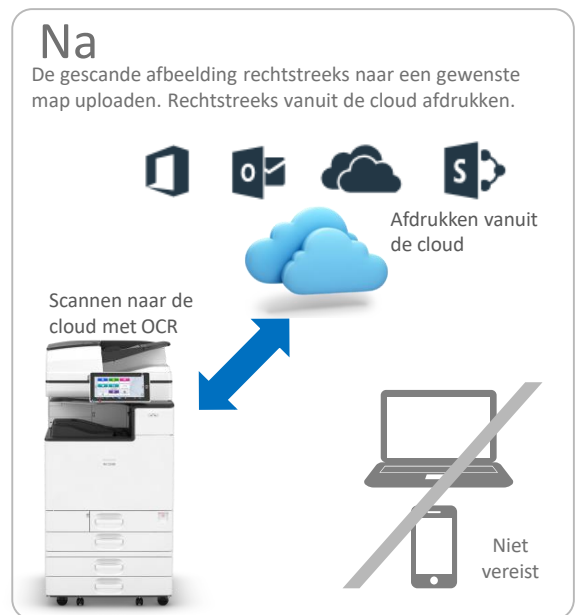 Na
De gescande afbeelding rechtstreeks naar een gewenste
map uploaden. Rechtstreeks vanuit de cloud afdrukken.
Afdrukken vanuit
de cloud
Scannen naar de
cloud met OCR
Niet
vereist